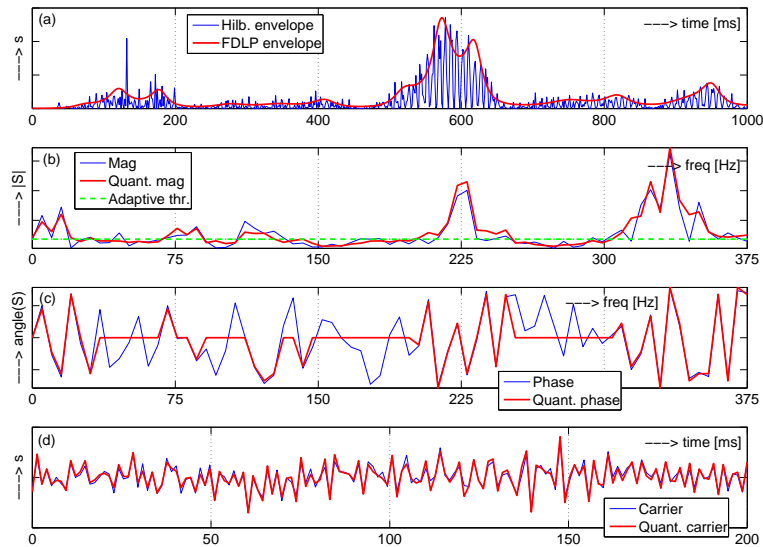 (a)
Hilb. envelope
FDLP envelope
---> time [ms]
---> s
0 200 400 600 800 1000
(b)
Mag
Quant. mag
Adaptive thr.
---> freq [Hz]
---> |S|
0 75 150 225 300 375
(c)
---> freq [Hz]
---> angle(S)
Phase
Quant. phase
0 75 150 225 300 375
(d)
---> time [ms]
---> s
Carrier
Quant. carrier
0 50 100 150 200